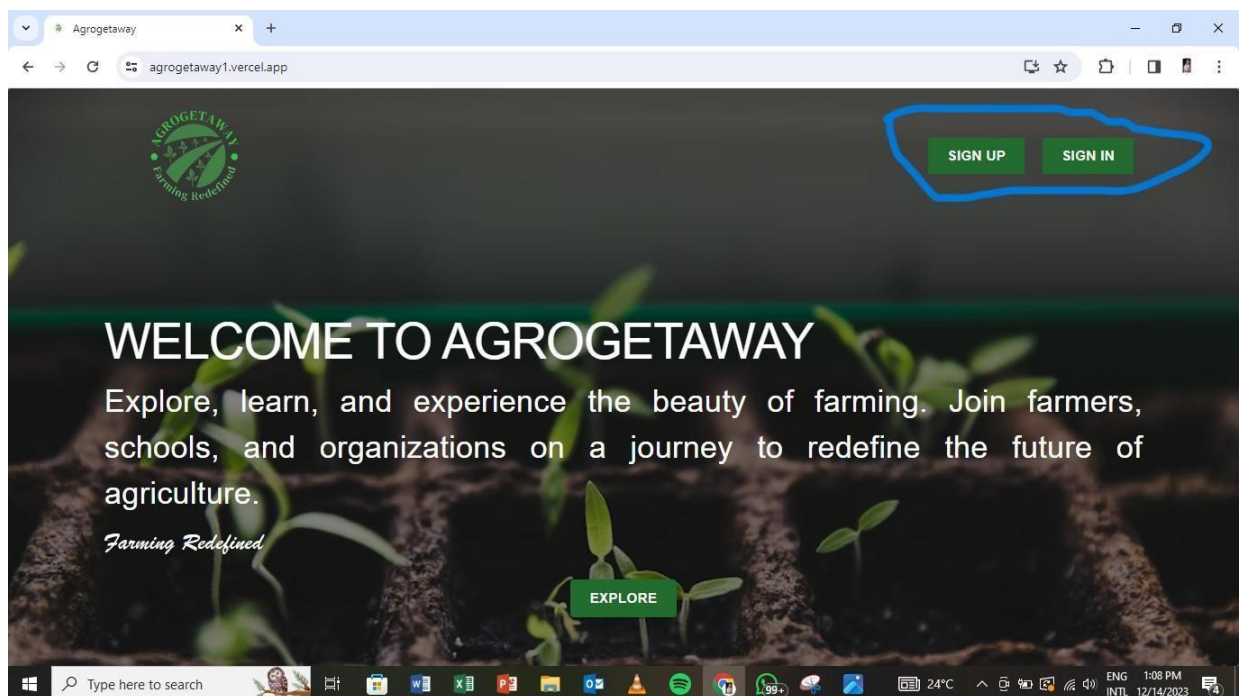 Agrogetaway
agrogetaway1.vercel.app
AGROGETAWAY
Farming Redefined
SIGN UP
SIGN IN
WELCOME TO AGROGETAWAY
Explore, learn, and experience the beauty of farming. Join farmers,
schools, and organizations on a journey to redefine the future of
agriculture.
Farming Redefined
EXPLORE
Type here to search
99+
24°C
ENG
INTL
1:08 PM
12/14/2023
4